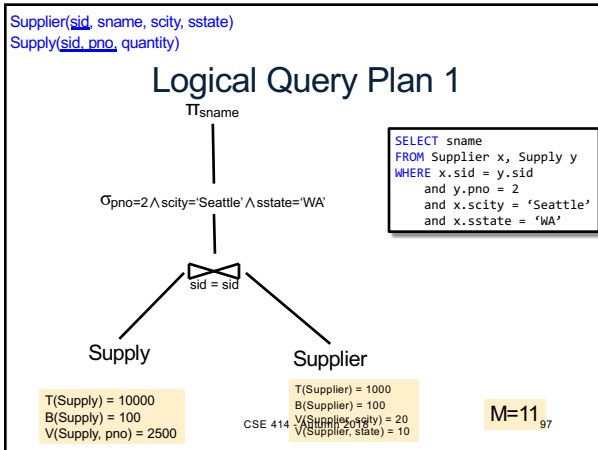 Supplier(sid, sname, scity, sstate)
Supply(sid, pno, quantity)
Logical Query Plan 1
Πsname
SELECT sname
FROM Supplier x, Supply y
WHERE x.sid = y.sid
and y.pno = 2
and x.scity = ‘Seattle’
and x.sstate = ‘WA’
σpno=2∧scity=‘Seattle’∧sstate=‘WA’
sid = sid
Supply
Supplier
T(Supply) = 10000
B(Supply) = 100
V(Supply, pno) = 2500
T(Supplier) = 1000
B(Supplier) = 100
V(Supplier, scity) = 20
V(Supplier, state) = 10
M=11
CSE 414 - Autumn 2018
97